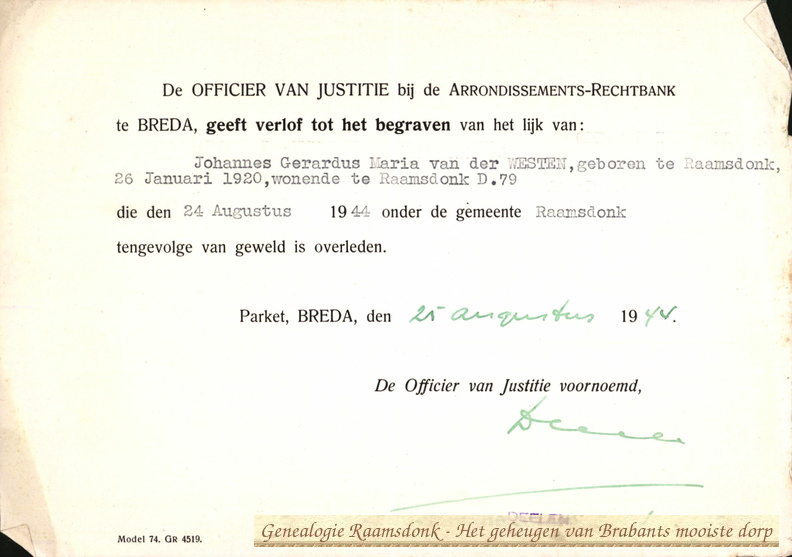 De OFFICIER VAN JUSTITIE bij de ARRONDISSEMENTS-RECHTBANK
te BREDA, geeft verlof tot het begraven van het lijk van:
Johannes Gerardus Maria van der WESTEN, geboren te Raamsdonk,
26 Januari 1920, wonende te Raamsdonk D.79
die den 24 Augustus 1944 onder de gemeente Raamsdonk
tengevolge van geweld is overleden.
Parket, BREDA, den 25 augustus 1944.
De Officier van Justitie voornoemd,
Model 74. GR 4519.
Genealogie Raamsdonk - Het geheugen van Brabants mooiste dorp